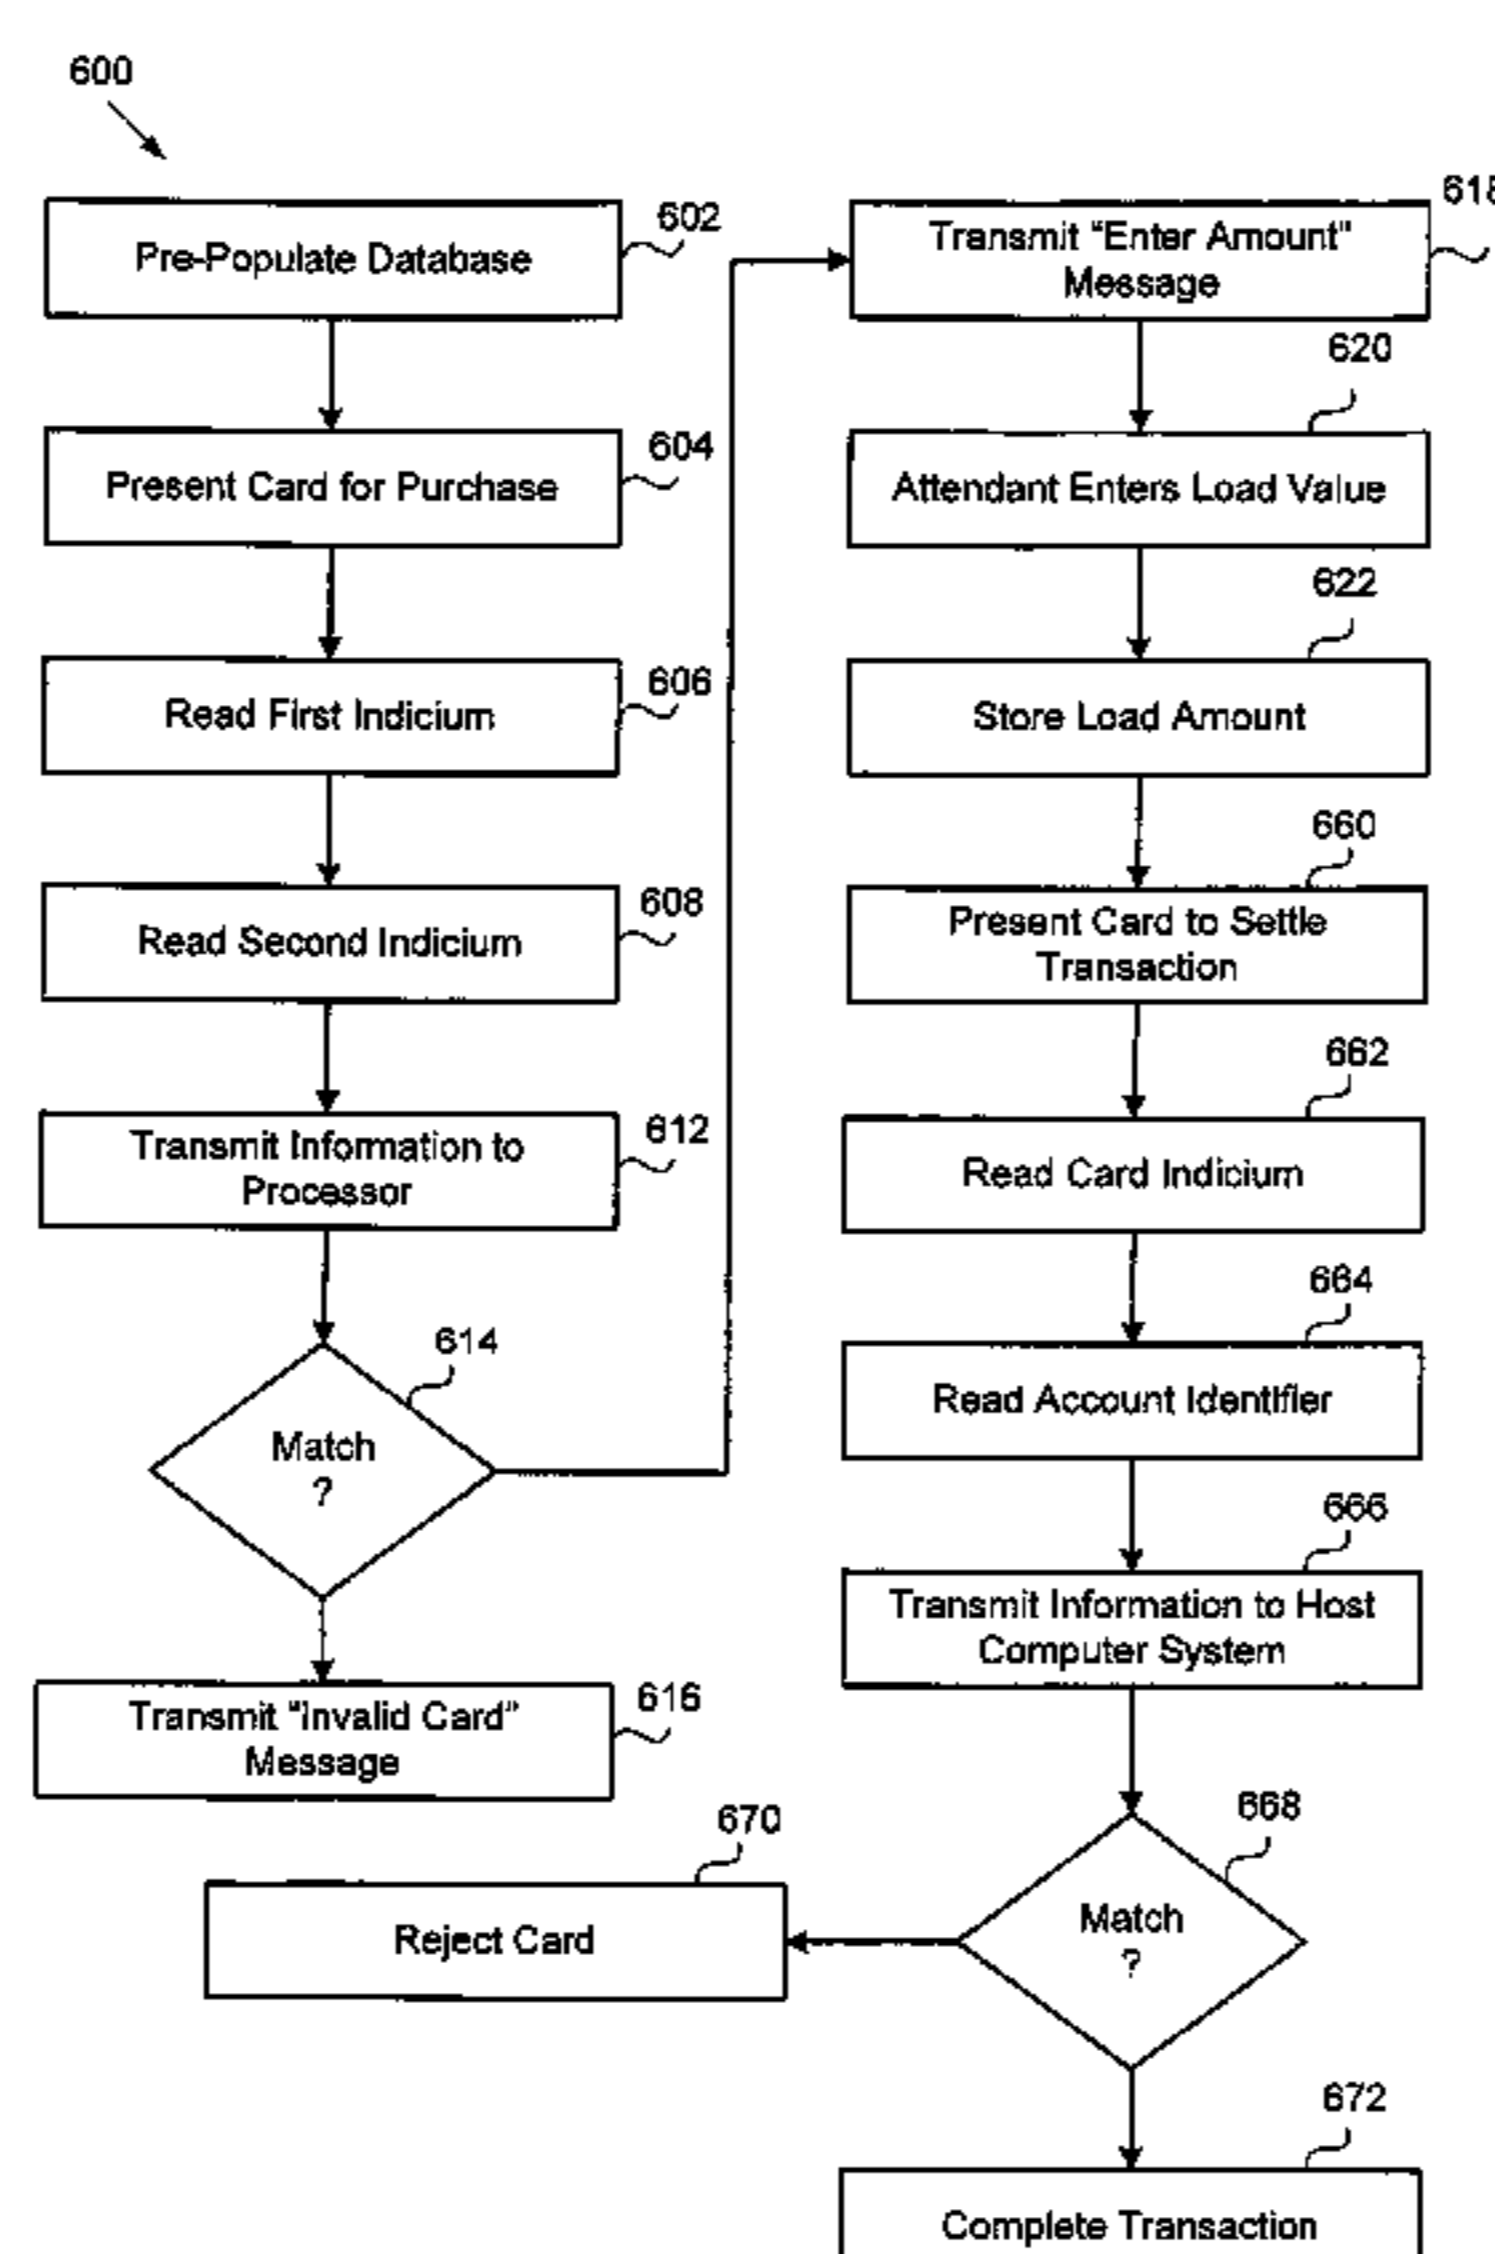 600
Pre-Populate Database
602
Present Card for Purchase
604
Read First Indicium
606
Read Second Indicium
608
Transmit Information to
Processor
612
Match
?
614
Transmit "Invalid Card"
Message
616
Transmit "Enter Amount"
Message
618
Attendant Enters Load Value
620
Store Load Amount
622
Present Card to Settle
Transaction
660
Read Card Indicium
662
Read Account Identifier
664
Transmit Information to Host
Computer System
666
Match
?
668
Reject Card
670
Complete Transaction
672